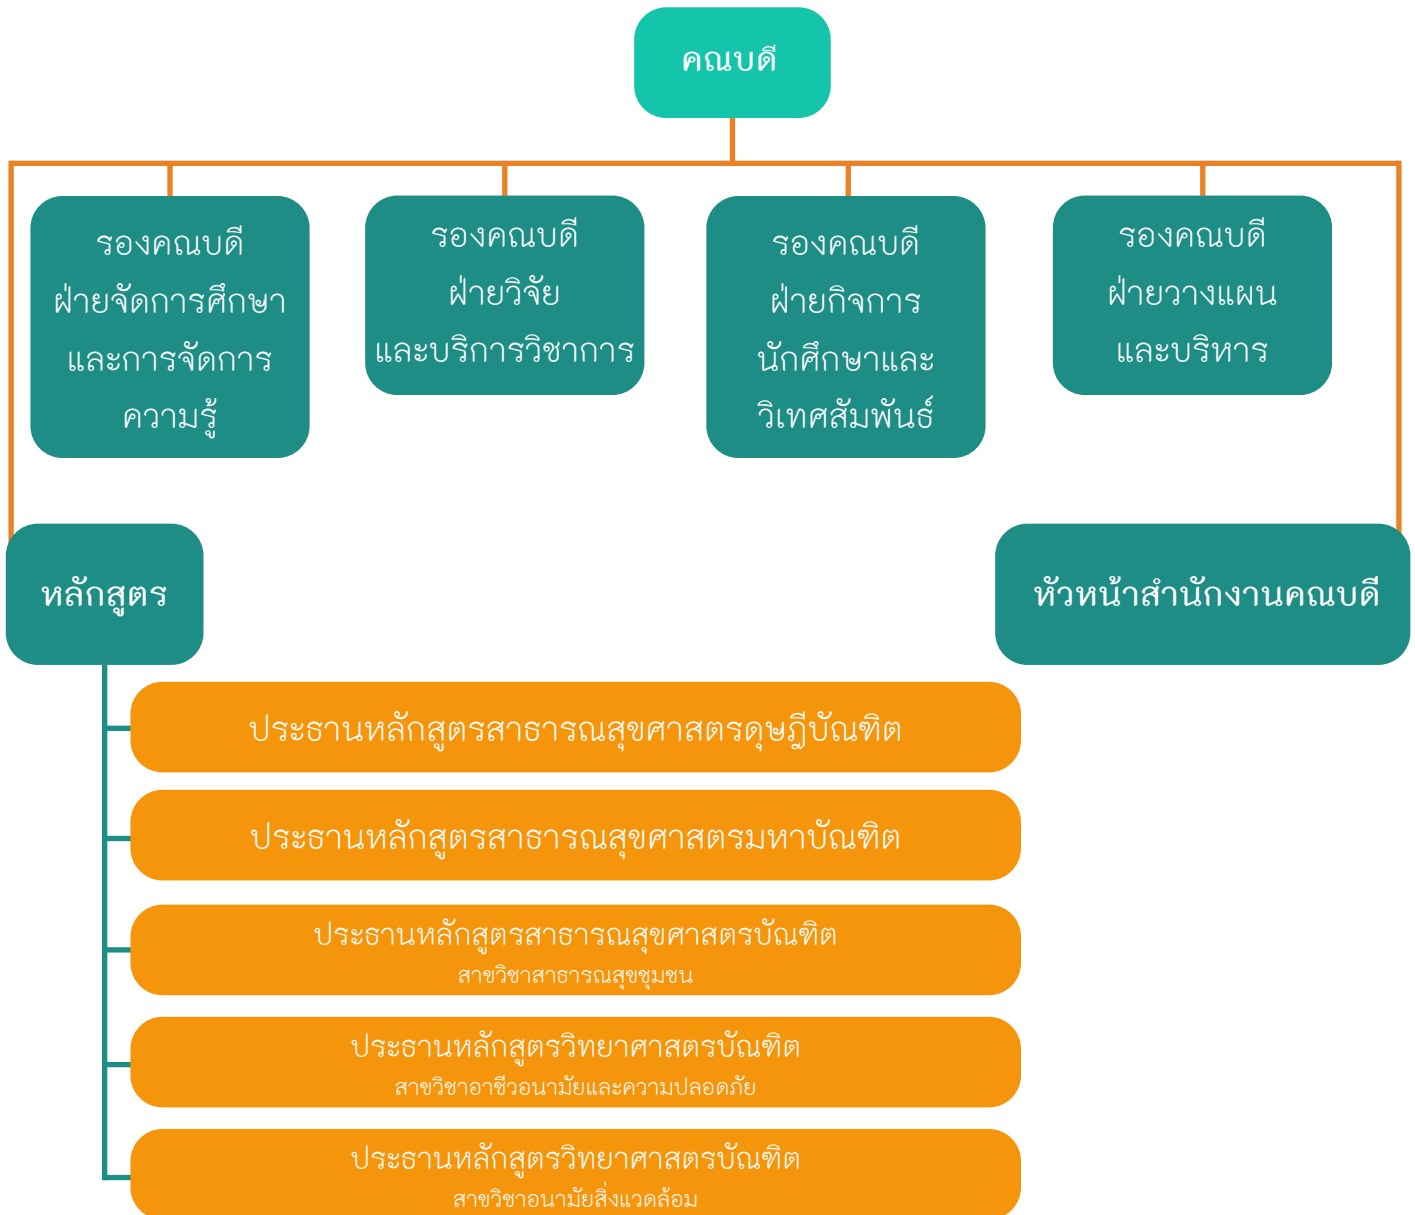 คณบดี
รองคณบดี
ฝ่ายจัดการศึกษา
และการจัดการ
ความรู้
รองคณบดี
ฝ่ายวิจัย
และบริการวิชาการ
รองคณบดี
ฝ่ายกิจการ
นักศึกษาและ
วิเทศสัมพันธ์
รองคณบดี
ฝ่ายวางแผน
และบริหาร
หลักสูตร
หัวหน้าสำนักงานคณบดี
ประธานหลักสูตรสาธารณสุขศาสตรดุษฎีบัณฑิต
ประธานหลักสูตรสาธารณสุขศาสตรมหาบัณฑิต
ประธานหลักสูตรสาธารณสุขศาสตรบัณฑิต
สาขวิชาสาธารณสุขชุมชน
ประธานหลักสูตรวิทยาศาสตรบัณฑิต
สาขวิชาอาชีวอนามัยและความปลอดภัย
ประธานหลักสูตรวิทยาศาสตรบัณฑิต
สาขวิชาอนามัยสิ่งแวดล้อม